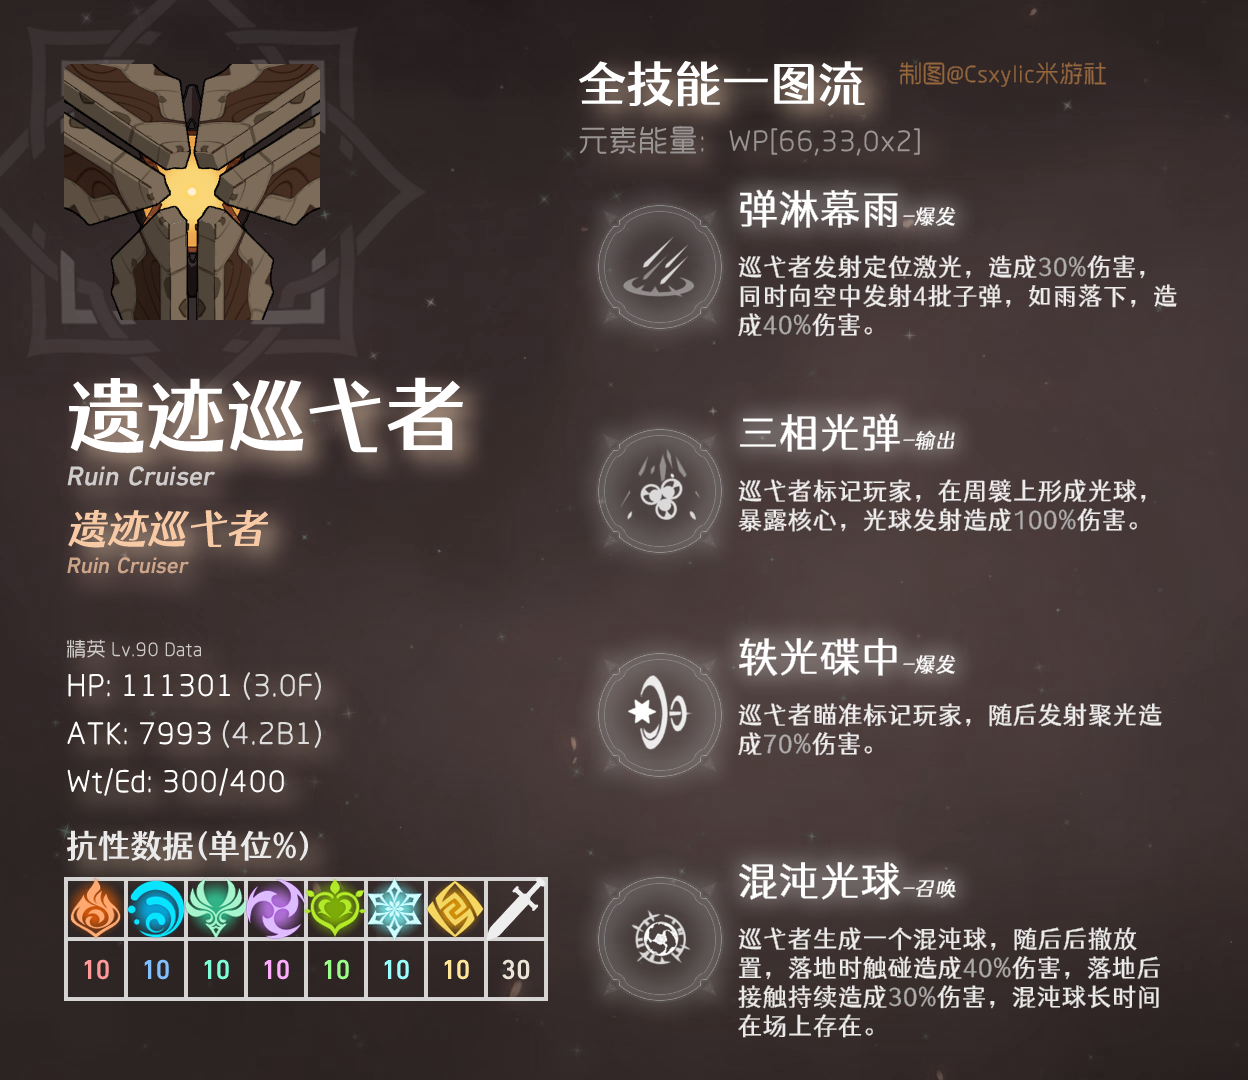 全技能一图流
制图@Csxylic米游社
元素能量： WP[66,33,0x2]
弹淋幕雨-爆发
巡弋者发射定位激光，造成30%伤害，
同时向空中发射4批子弹，如雨落下，造
成40%伤害。
三相光弹-输出
巡弋者标记玩家，在周襞上形成光球，
暴露核心，光球发射造成100%伤害。
轶光碟中-爆发
巡弋者瞄准标记玩家，随后发射聚光造
成70%伤害。
混沌光球-召唤
巡弋者生成一个混沌球，随后后撤放
置，落地时触碰造成40%伤害，落地后
接触持续造成30%伤害，混沌球长时间
在场上存在。
遗迹巡弋者
Ruin Cruiser
遗迹巡弋者
Ruin Cruiser
精英 Lv.90 Data
HP: 111301 (3.0F)
ATK: 7993 (4.2B1)
Wt/Ed: 300/400
抗性数据(单位%)
10 10 10 10 10 10 10 30